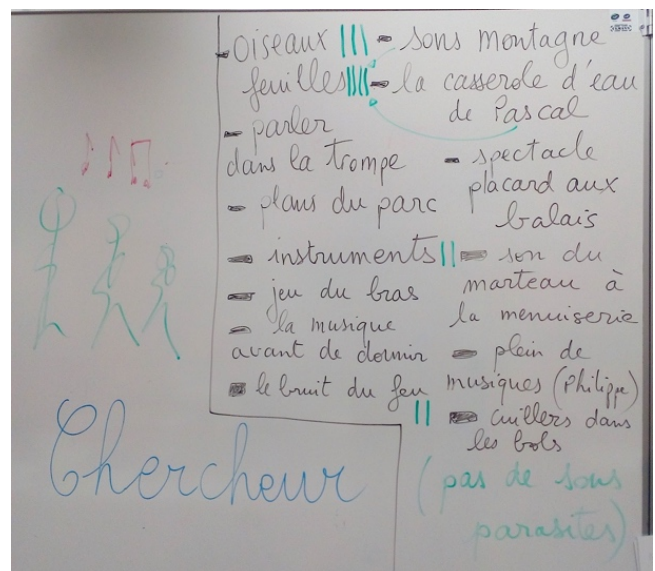 - oiseaux
feuilles
- parler
dans la trompe
- plans du parc
- instruments
- jeu du bras
- la musique
avant de dormir
- le bruit du feu
- sons montagne
- la casserole d'eau
de Pascal
- spectacle
placard aux
balais
- son du
marteau à
la menuiserie
- plein de
musiques (Philippe)
- cuillers dans
les bols
(pas de sons
parasites)
Chercheur